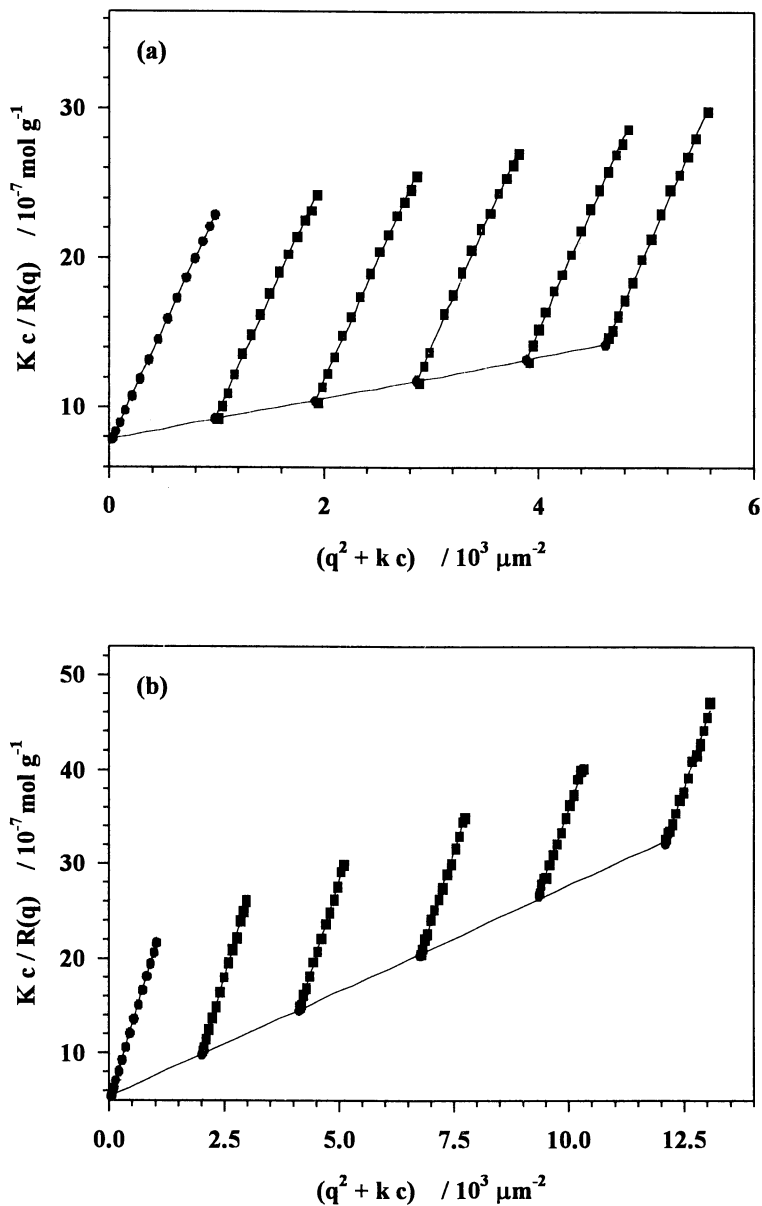 (a)
30
20
10
K c / R(q) / 10⁻⁷ mol g⁻¹
0 2 4 6
(q² + k c) / 10³ μm⁻²
(b)
50
40
30
20
10
K c / R(q) / 10⁻⁷ mol g⁻¹
0.0 2.5 5.0 7.5 10.0 12.5
(q² + k c) / 10³ μm⁻²